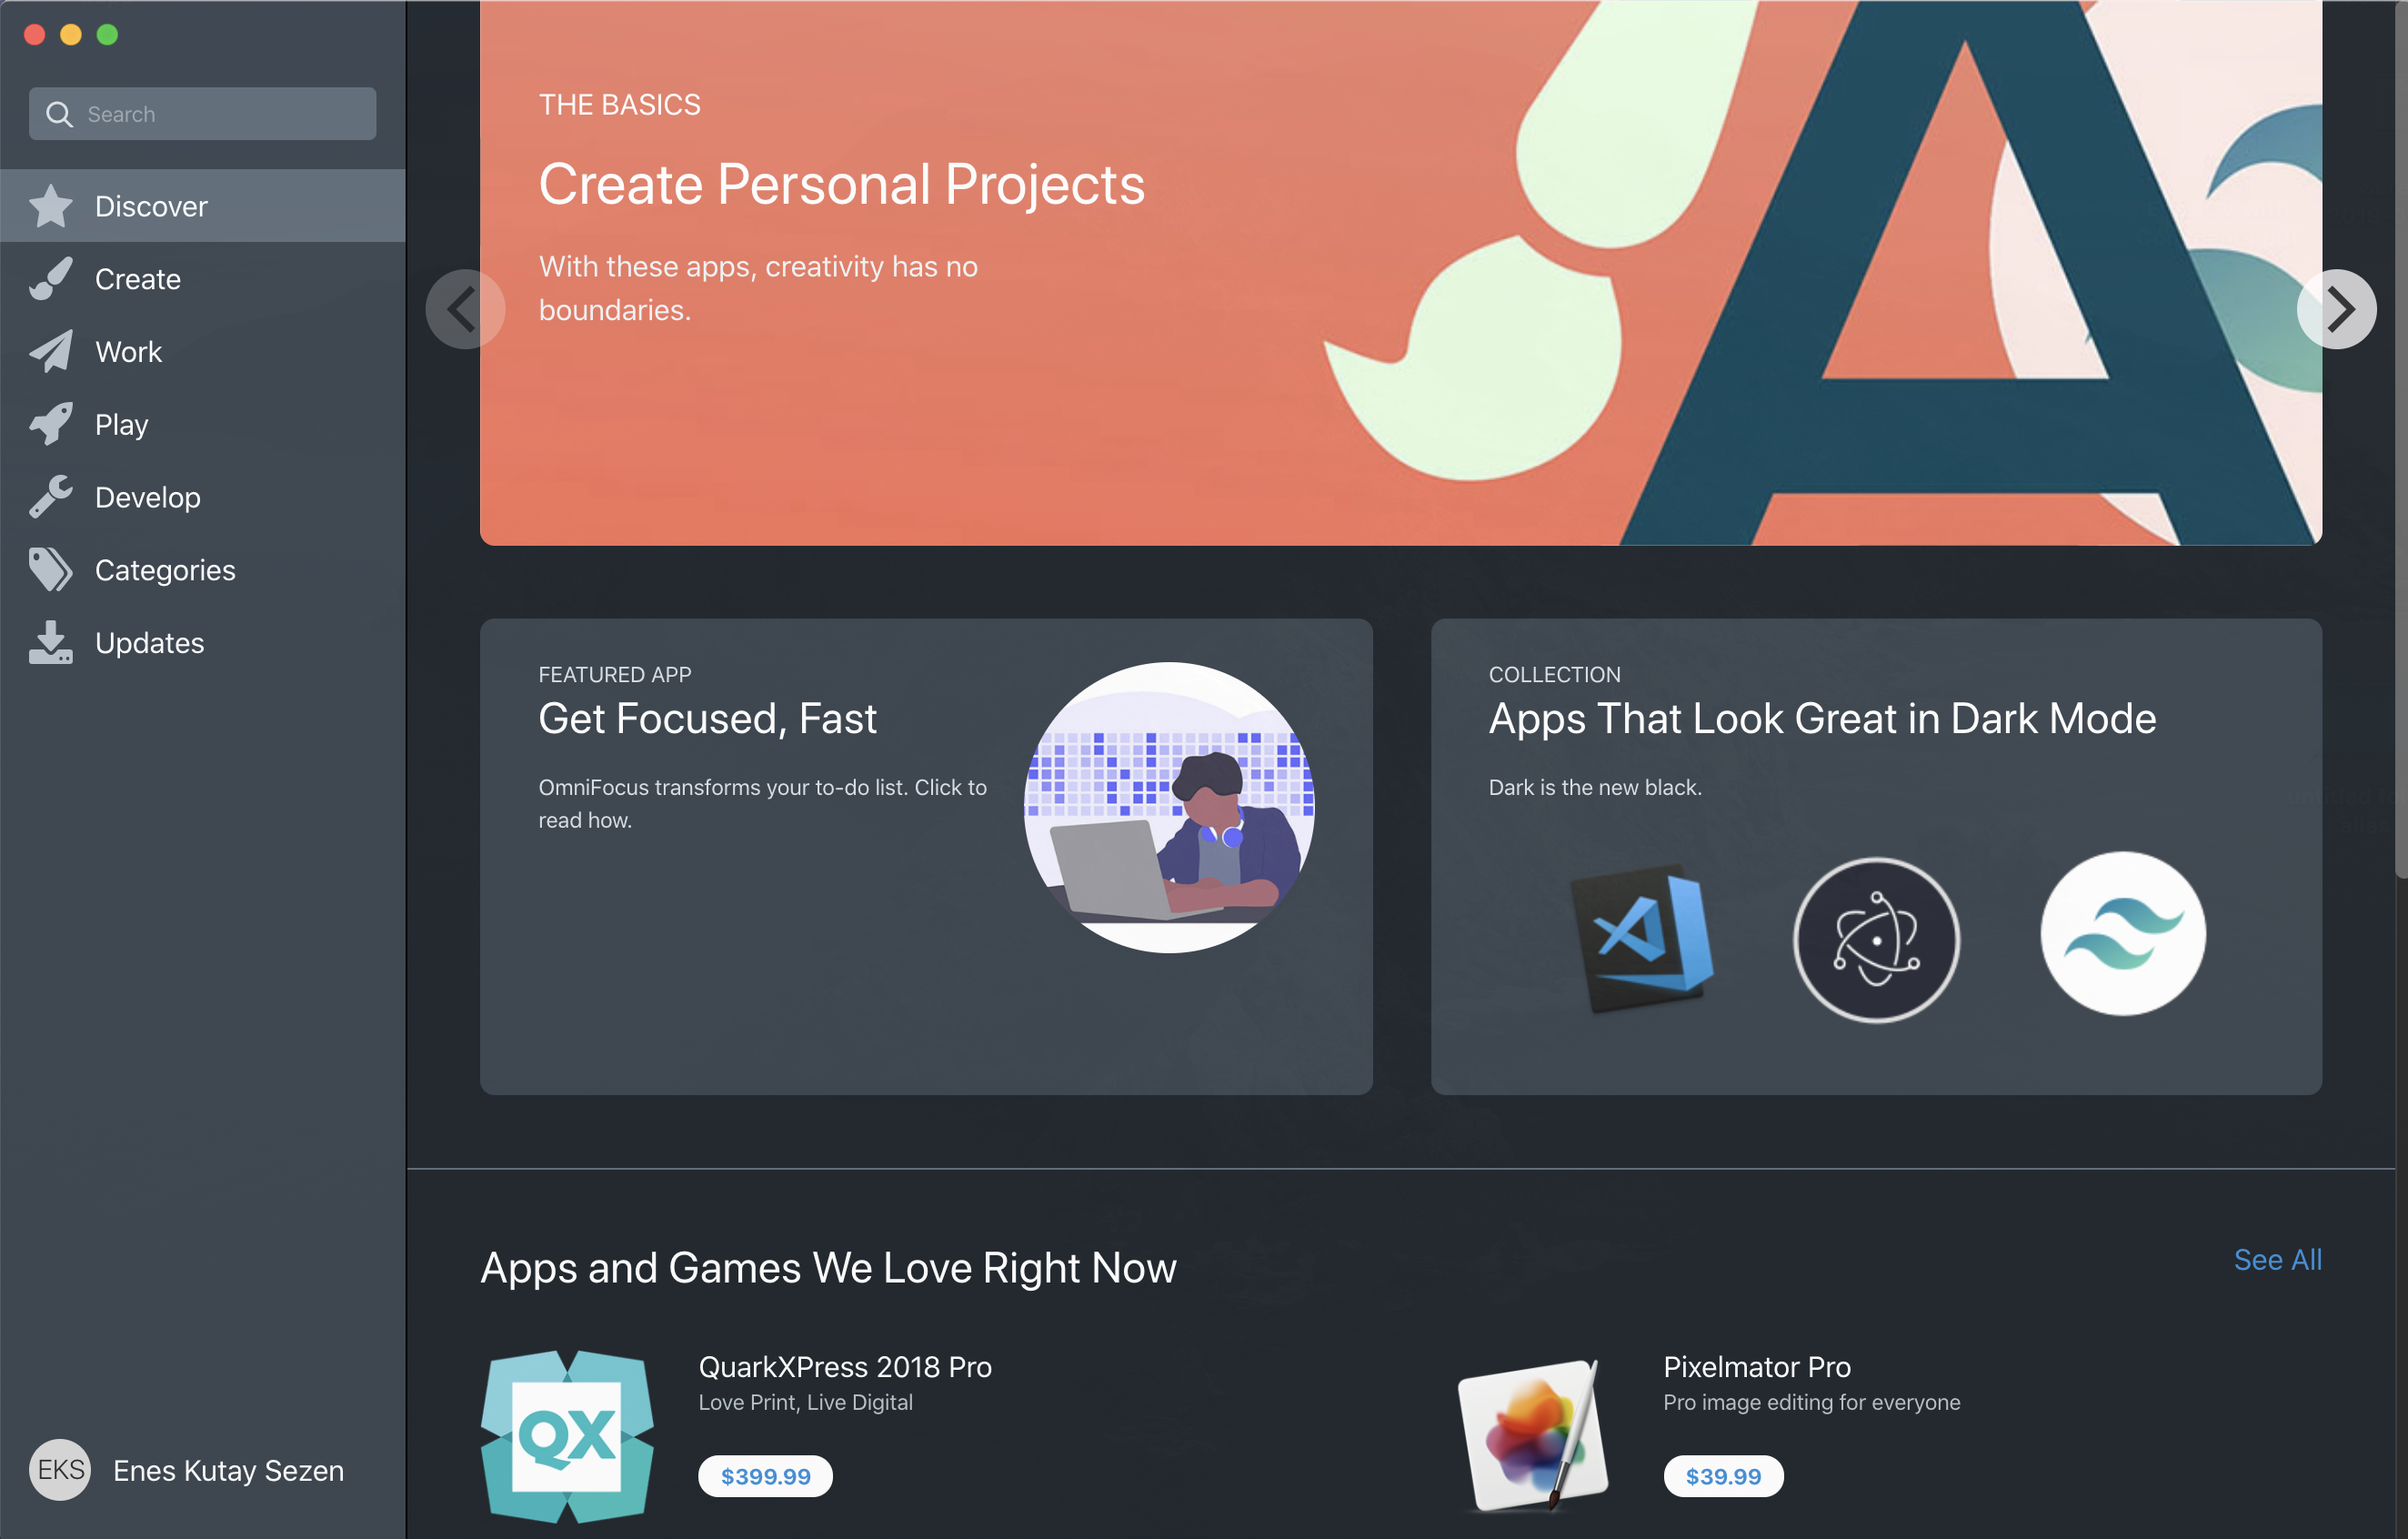 Search
Discover
Create
Work
Play
Develop
Categories
Updates
EKS
Enes Kutay Sezen
THE BASICS
Create Personal Projects
With these apps, creativity has no
boundaries.
FEATURED APP
Get Focused, Fast
OmniFocus transforms your to-do list. Click to
read how.
COLLECTION
Apps That Look Great in Dark Mode
Dark is the new black.
Apps and Games We Love Right Now
See All
QX
QuarkXPress 2018 Pro
Love Print, Live Digital
$399.99
Pixelmator Pro
Pro image editing for everyone
$39.99